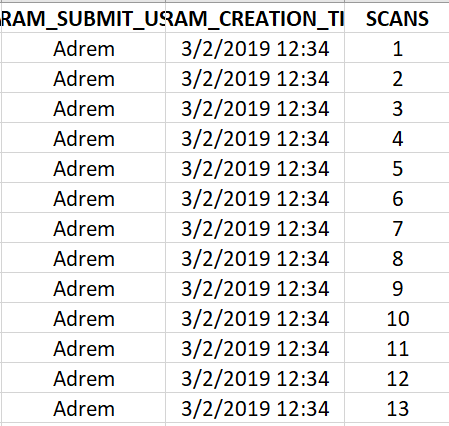 RAM_SUBMIT_US RAM_CREATION_TI SCANS
Adrem 3/2/2019 12:34 1
Adrem 3/2/2019 12:34 2
Adrem 3/2/2019 12:34 3
Adrem 3/2/2019 12:34 4
Adrem 3/2/2019 12:34 5
Adrem 3/2/2019 12:34 6
Adrem 3/2/2019 12:34 7
Adrem 3/2/2019 12:34 8
Adrem 3/2/2019 12:34 9
Adrem 3/2/2019 12:34 10
Adrem 3/2/2019 12:34 11
Adrem 3/2/2019 12:34 12
Adrem 3/2/2019 12:34 13